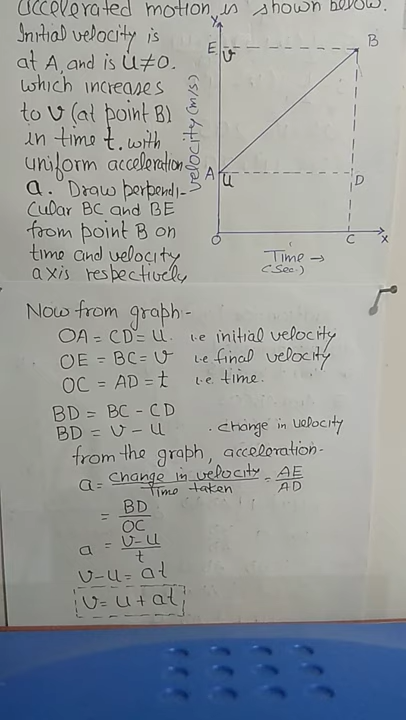 accelerated motion is shown below.
Initial velocity is
at A, and is u≠0.
which increases
to v (at point B)
in time t. with
uniform acceleration
a. Draw perpendi-
cular BC and BE
from point B on
time and velocity
axis respectively
Y
E v B
velocity (m/s)
A u D
O C X
Time →
(Sec.)
Now from graph -
OA = CD = u. i.e initial velocity
OE = BC = v i.e final velocity
OC = AD = t i.e. time.
BD = BC - CD
BD = v - u . change in velocity
from the graph, acceleration-
a = change in velocity / Time taken = AE / AD
= BD / OC
a = v-u / t
v-u = at
v = u + at